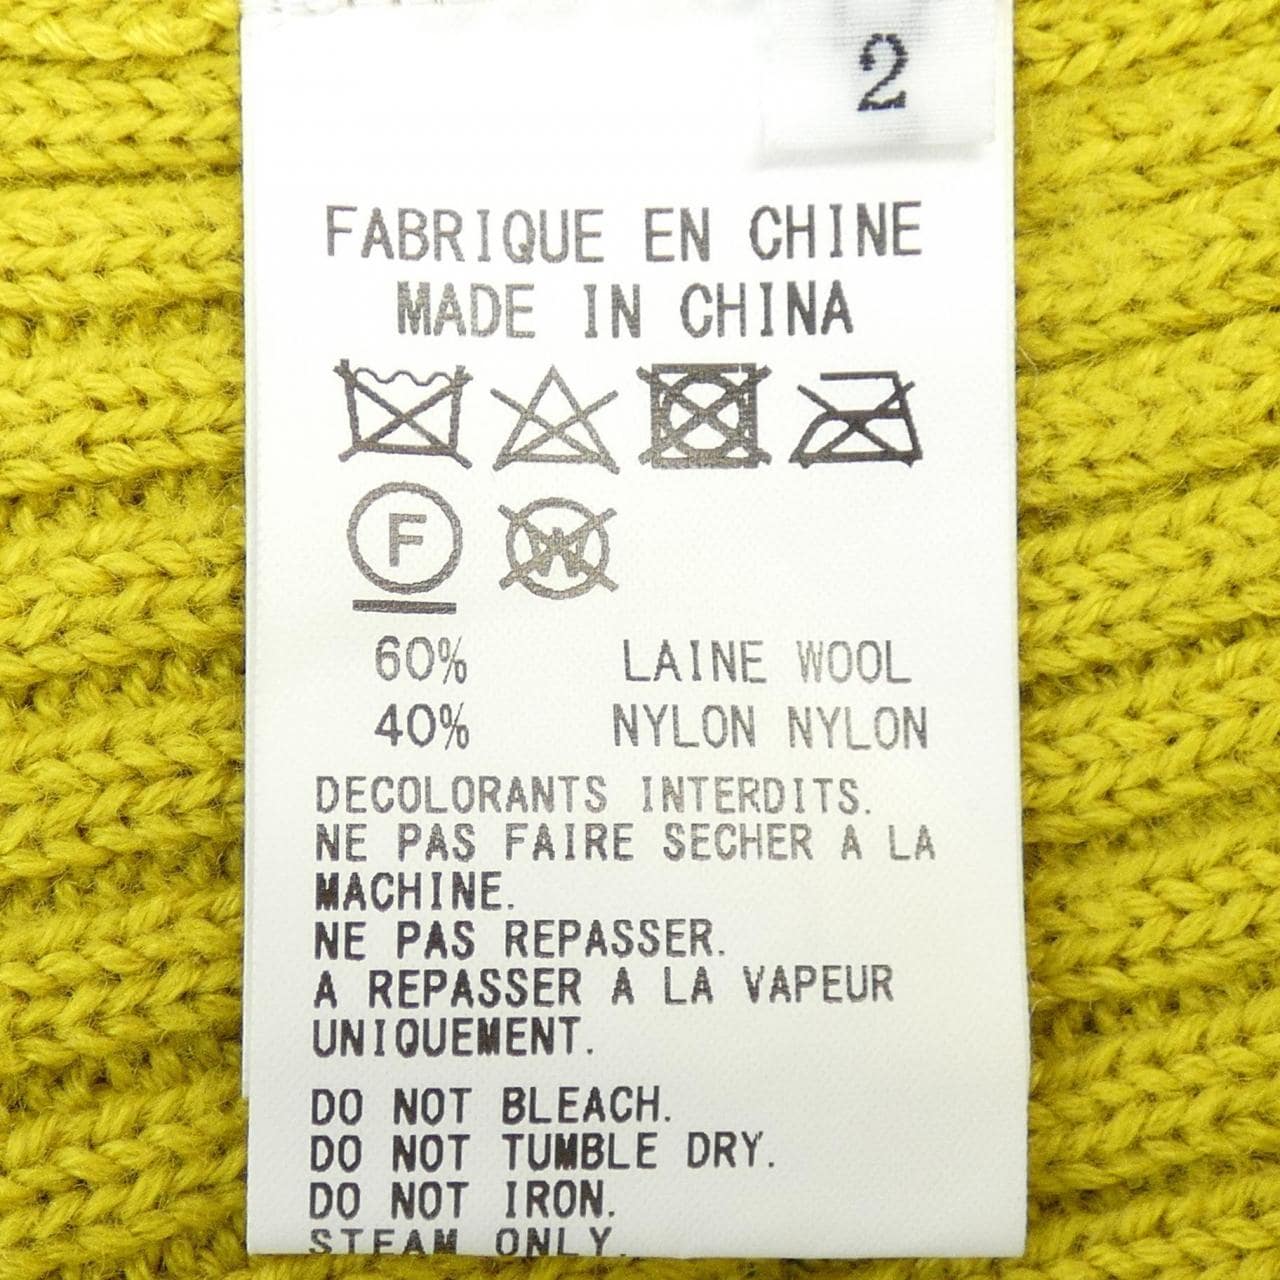 2
FABRIQUE EN CHINE
MADE IN CHINA
F
W
60% LAINE WOOL
40% NYLON NYLON
DECOLORANTS INTERDITS.
NE PAS FAIRE SECHER A LA
MACHINE.
NE PAS REPASSER.
A REPASSER A LA VAPEUR
UNIQUEMENT.
DO NOT BLEACH.
DO NOT TUMBLE DRY.
DO NOT IRON.
STEAM ONLY.